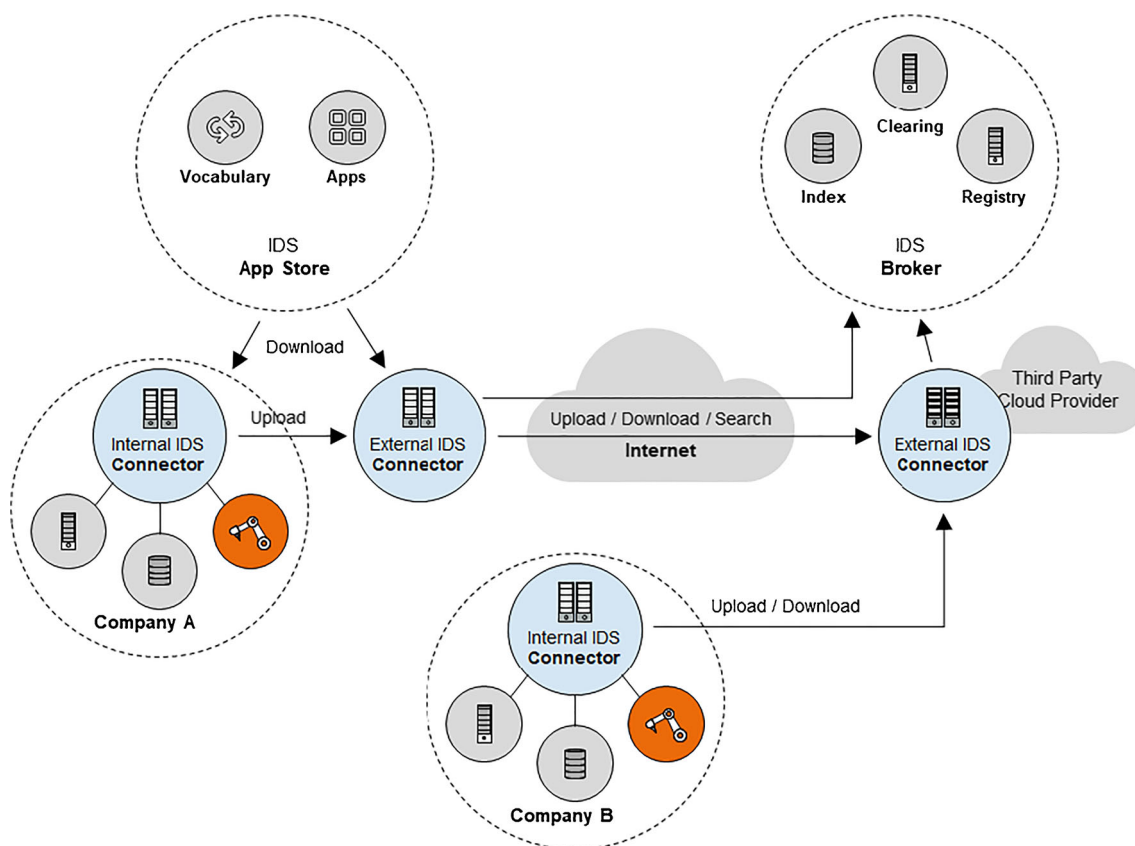 Clearing
Vocabulary
Apps
Index
Registry
IDS
App Store
IDS
Broker
Download
Third Party
Cloud Provider
Internal IDS
Connector
Upload
External IDS
Connector
Upload / Download / Search
Internet
External IDS
Connector
Company A
Internal IDS
Connector
Upload / Download
Company B